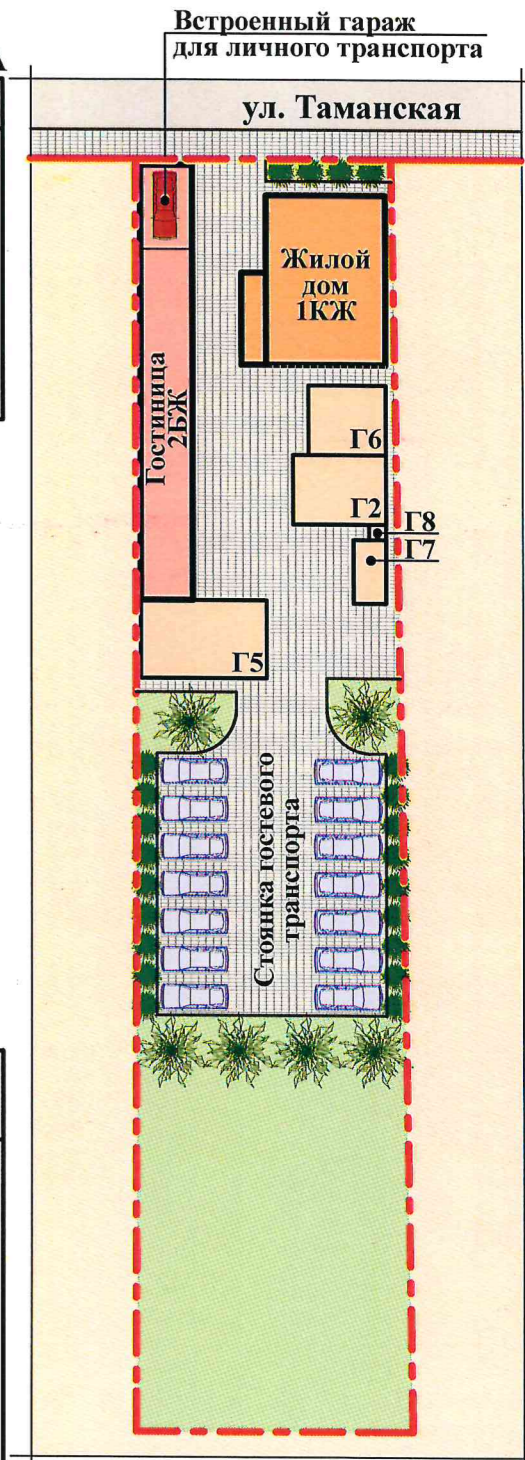 Встроенный гараж
для личного транспорта
ул. Таманская
Жилой
дом
1КЖ
Гостиница
2БЖ
Г6
Г2
Г8
Г7
Г5
Стоянка гостевого
транспорта